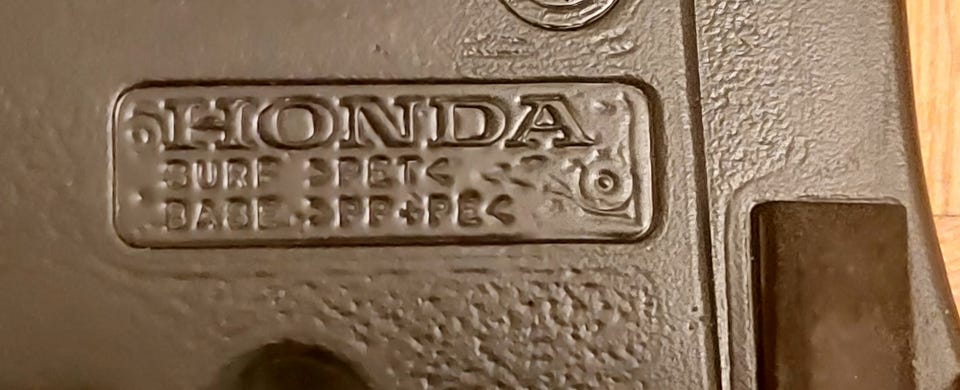 HONDA
SURF >PET<
BASE >PP+PE<